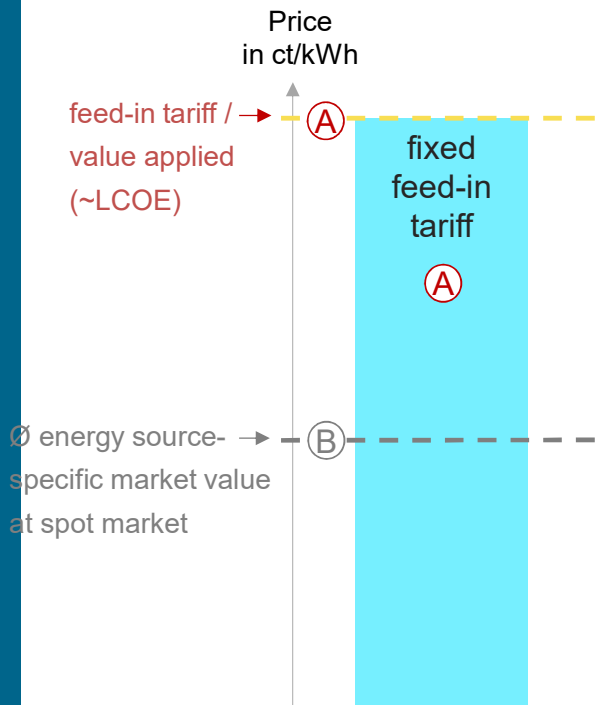 Price
in ct/kWh
feed-in tariff /
value applied
(~LCOE)
A
fixed
feed-in
tariff
A
Ø energy source-
specific market value
at spot market
B